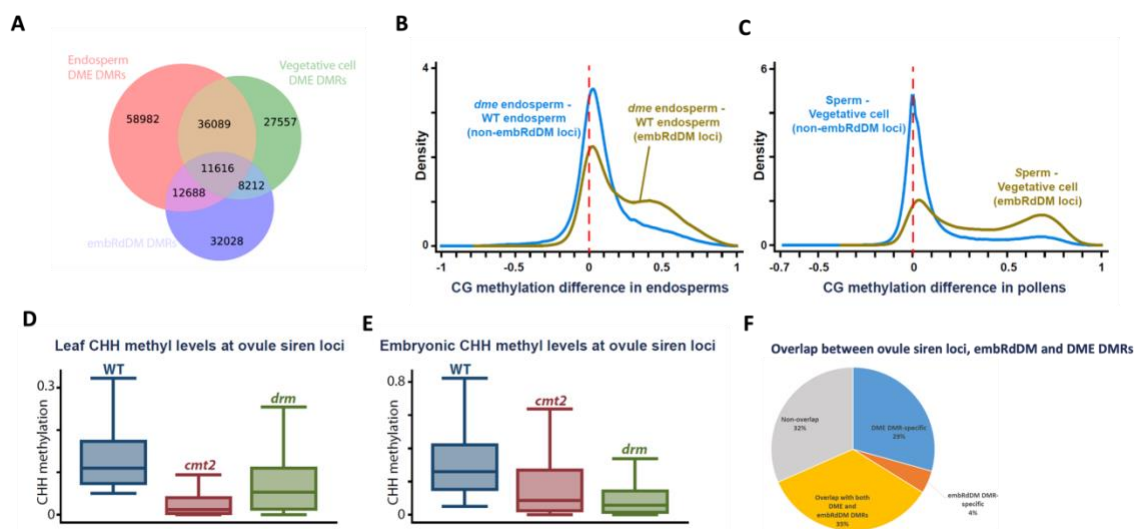 A
Endosperm
DME DMRs
Vegetative cell
DME DMRs
58982
36089
27557
11616
12688
8212
embRdDM DMRs
32028
B
4
Density
0
dme endosperm -
WT endosperm
(non-embRdDM loci)
dme endosperm -
WT endosperm
(embRdDM loci)
-1
-0.5
0
0.5
1
CG methylation difference in endosperms
C
6
Density
0
Sperm -
Vegetative cell
(non-embRdDM loci)
Sperm -
Vegetative cell
(embRdDM loci)
-0.7
-0.5
0
0.5
1
CG methylation difference in pollens
D
Leaf CHH methyl levels at ovule siren loci
CHH methylation
0.3
0
WT
cmt2
drm
E
Embryonic CHH methyl levels at ovule siren loci
0.8
0
WT
cmt2
drm
F
Overlap between ovule siren loci, embRdDM and DME DMRs
Non-overlap
32%
DME DMR-specific
29%
Overlap with both
DME and
embRdDM DMRs
35%
embRdDM DMR-
specific
4%